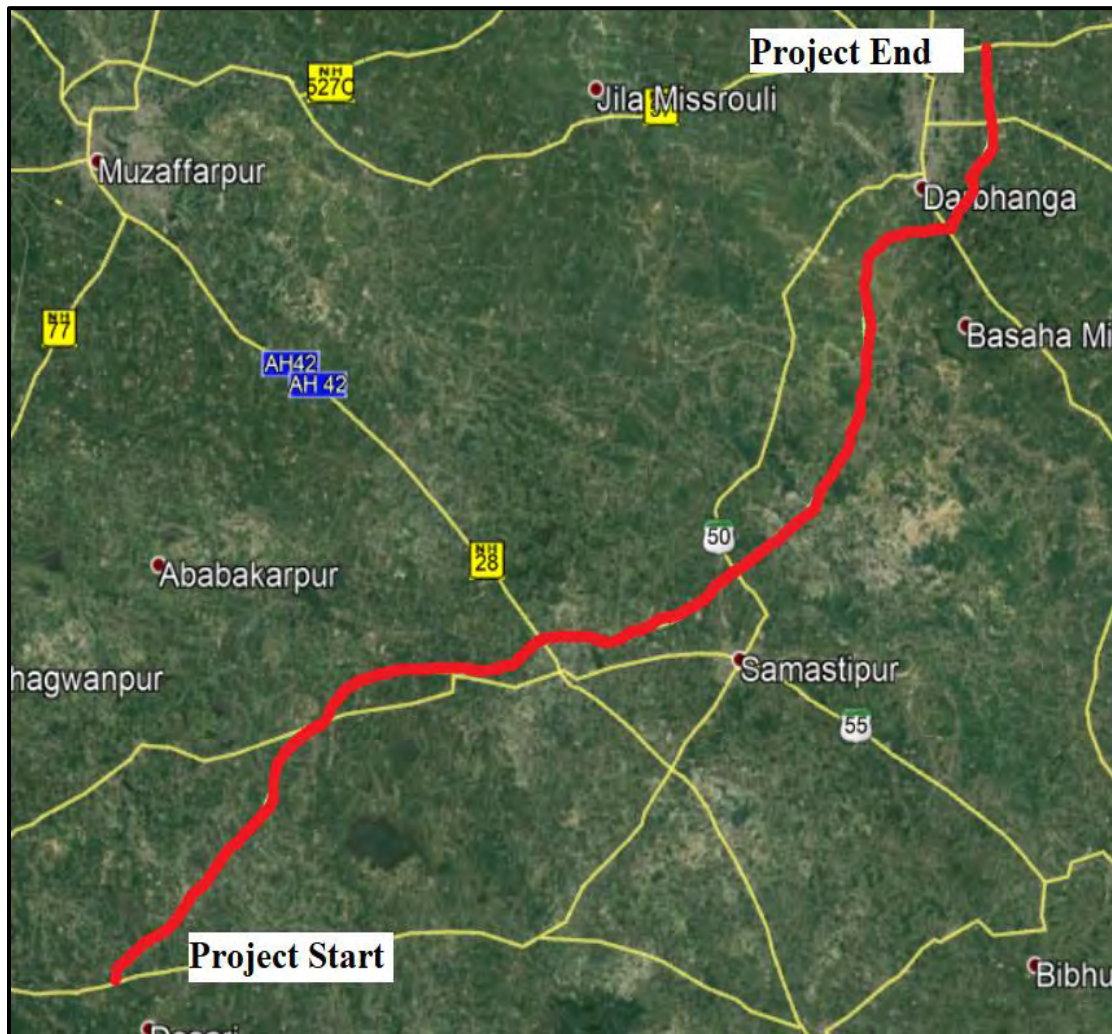 Project End
NH
527C
Jila Missrouli
57
Muzaffarpur
Darbhanga
NH
77
Basaha Mi
AH42
AH 42
50
NH
28
Ababakarpur
hagwanpur
Samastipur
55
Project Start
Bibhu